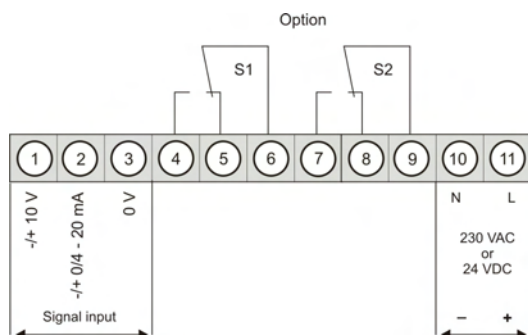 Option
S1
S2
1 2 3 4 5 6 7 8 9 10 11
-/+ 10 V
-/+ 0/4 - 20 mA
0 V
N L
230 VAC
or
24 VDC
– +
Signal input